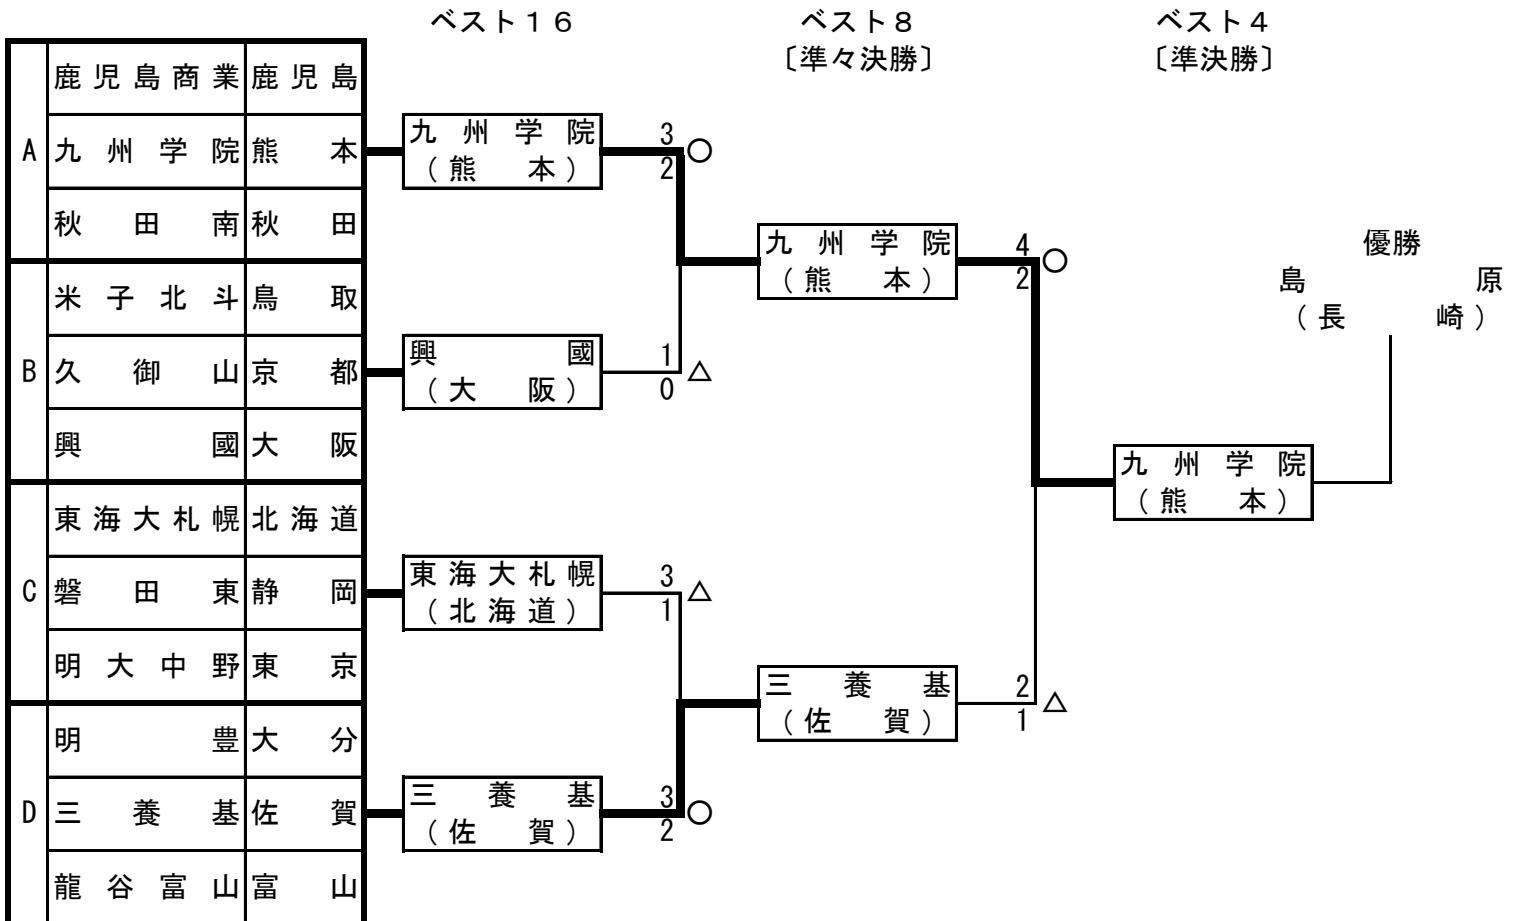 ベスト１６ ベスト８ ベスト４
〔準々決勝〕 〔準決勝〕
A
鹿児島商業 鹿児島
九州学院 熊本
秋田南 秋田
B
米子北斗 鳥取
久御山 京都
興國 大阪
C
東海大札幌 北海道
磐田東 静岡
明大中野 東京
D
明豊 大分
三養基 佐賀
龍谷富山 富山
九州学院
（熊本）
3
2
○
興國
（大阪）
1
0
△
東海大札幌
（北海道）
3
1
△
三養基
（佐賀）
3
2
○
九州学院
（熊本）
4
2
○
三養基
（佐賀）
2
1
△
九州学院
（熊本）
優勝
島原
（長崎）